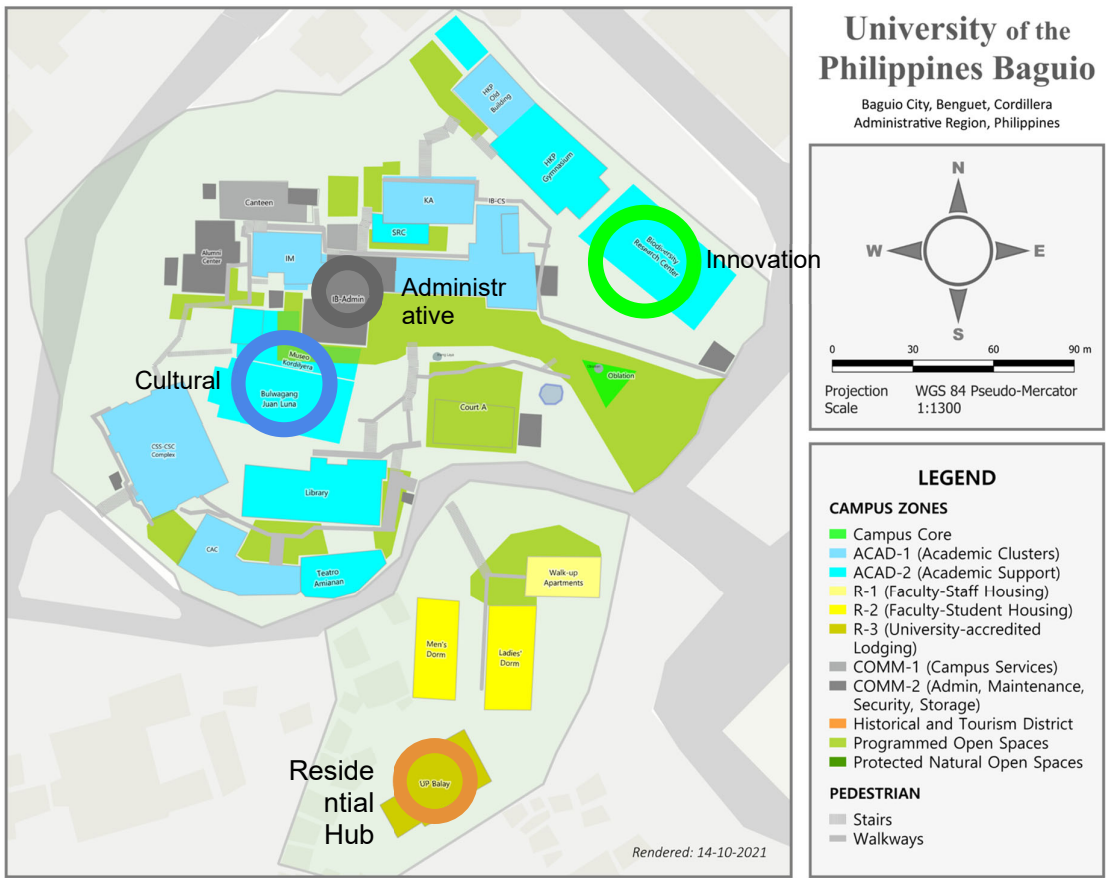 University of the
Philippines Baguio
Baguio City, Benguet, Cordillera
Administrative Region, Philippines
N
W
E
S
0
30
60
90 m
Projection WGS 84 Pseudo-Mercator
Scale 1:1300
LEGEND
CAMPUS ZONES
Campus Core
ACAD-1 (Academic Clusters)
ACAD-2 (Academic Support)
R-1 (Faculty-Staff Housing)
R-2 (Faculty-Student Housing)
R-3 (University-accredited
Lodging)
COMM-1 (Campus Services)
COMM-2 (Admin, Maintenance,
Security, Storage)
Historical and Tourism District
Programmed Open Spaces
Protected Natural Open Spaces
PEDESTRIAN
Stairs
Walkways
HKP
Old
Building
HKP
Gymnasium
Canteen
KA
IB-CS
SRC
Alumni
Center
IM
Biodiversity
Research Center
Innovation
IB-Admin
Administr
ative
Museo
Kordilyera
Cultural
Bulwagang
Juan Luna
Oblation
Court A
CSS-CSC
Complex
Library
CAC
Teatro
Amianan
Walk-up
Apartments
Men's
Dorm
Ladies'
Dorm
Reside
ntial
Hub
UP Balay
Rendered: 14-10-2021